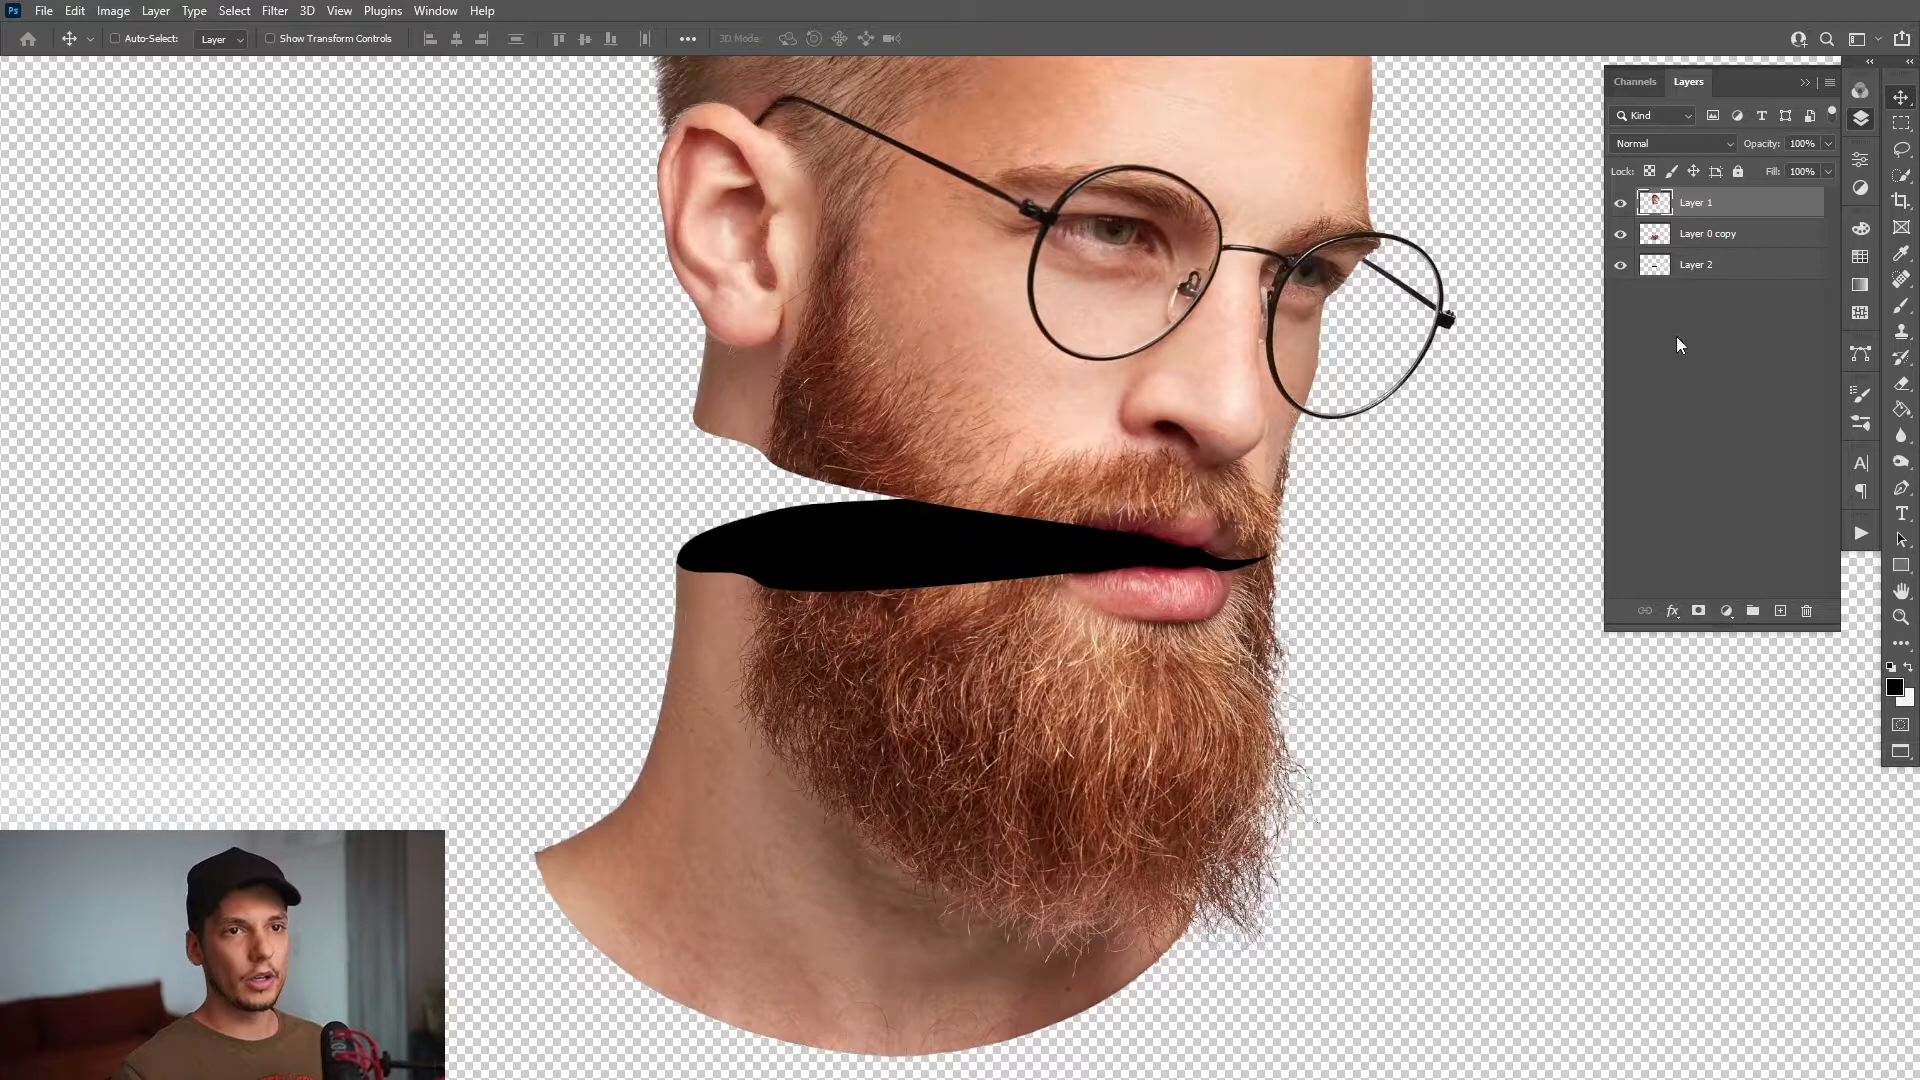 Ps File Edit Image Layer Type Select Filter 3D View Plugins Window Help
Auto-Select: Layer Show Transform Controls 3D Mode:
Channels Layers
Kind
Normal Opacity: 100%
Lock: Fill: 100%
Layer 1
Layer 0 copy
Layer 2
fx